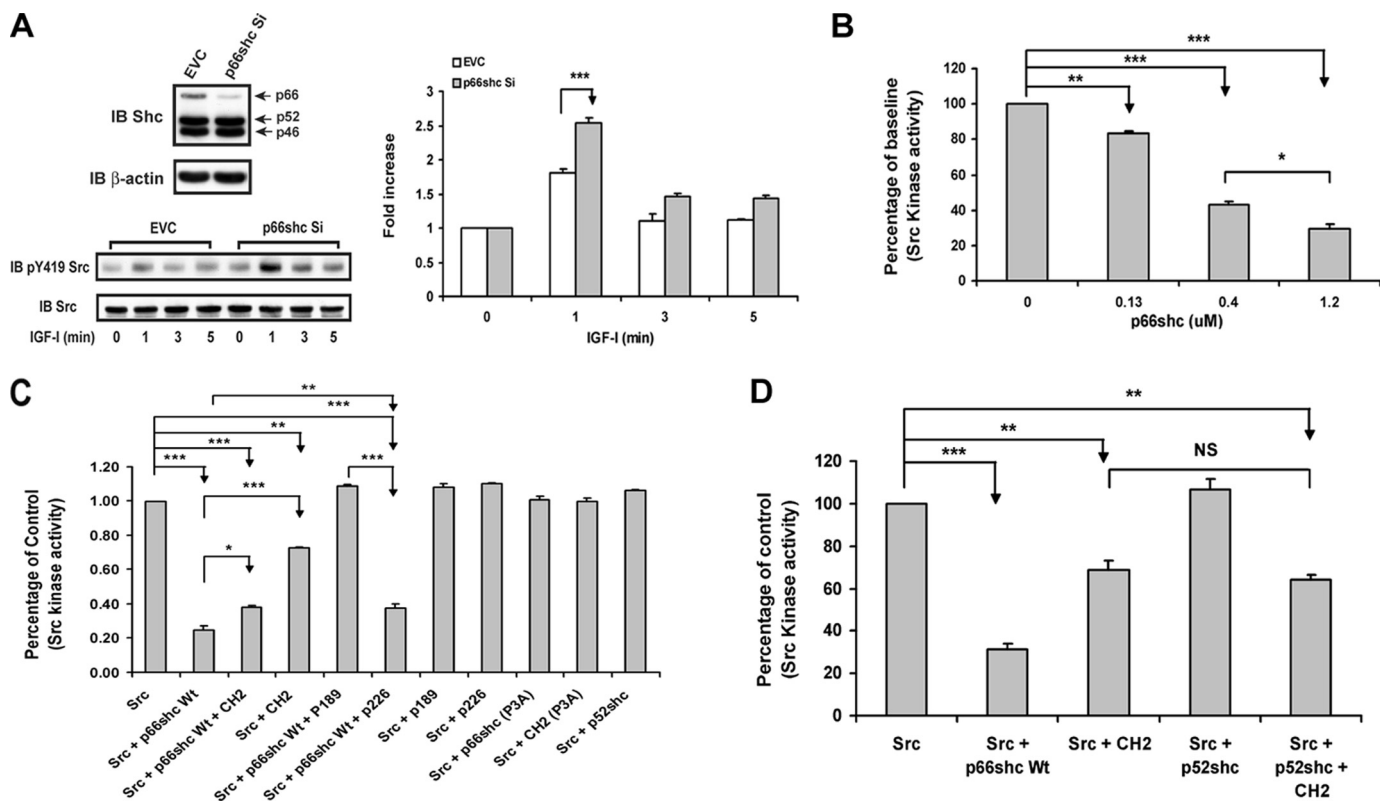 A
EVC
p66shc Si
IB Shc
p66
p52
p46
IB β-actin
EVC
p66shc Si
IB pY419 Src
IB Src
IGF-I (min) 0 1 3 5 0 1 3 5
EVC
p66shc Si
***
Fold increase
3
2.5
2
1.5
1
0.5
0
0 1 3 5
IGF-I (min)
B
***
***
**
*
Percentage of baseline
(Src Kinase activity)
120
100
80
60
40
20
0
0 0.13 0.4 1.2
p66shc (uM)
C
**
***
**
***
***
***
***
*
Percentage of Control
(Src kinase activity)
1.20
1.00
0.80
0.60
0.40
0.20
0.00
Src
Src + p66shc Wt
Src + p66shc Wt + CH2
Src + CH2
Src + p66shc Wt + P189
Src + p66shc Wt + p226
Src + p189
Src + p226
Src + p66shc (P3A)
Src + CH2 (P3A)
Src + p52shc
D
**
**
***
NS
Percentage of control
(Src Kinase activity)
120
100
80
60
40
20
0
Src
Src +
p66shc Wt
Src + CH2
Src +
p52shc
Src +
p52shc +
CH2